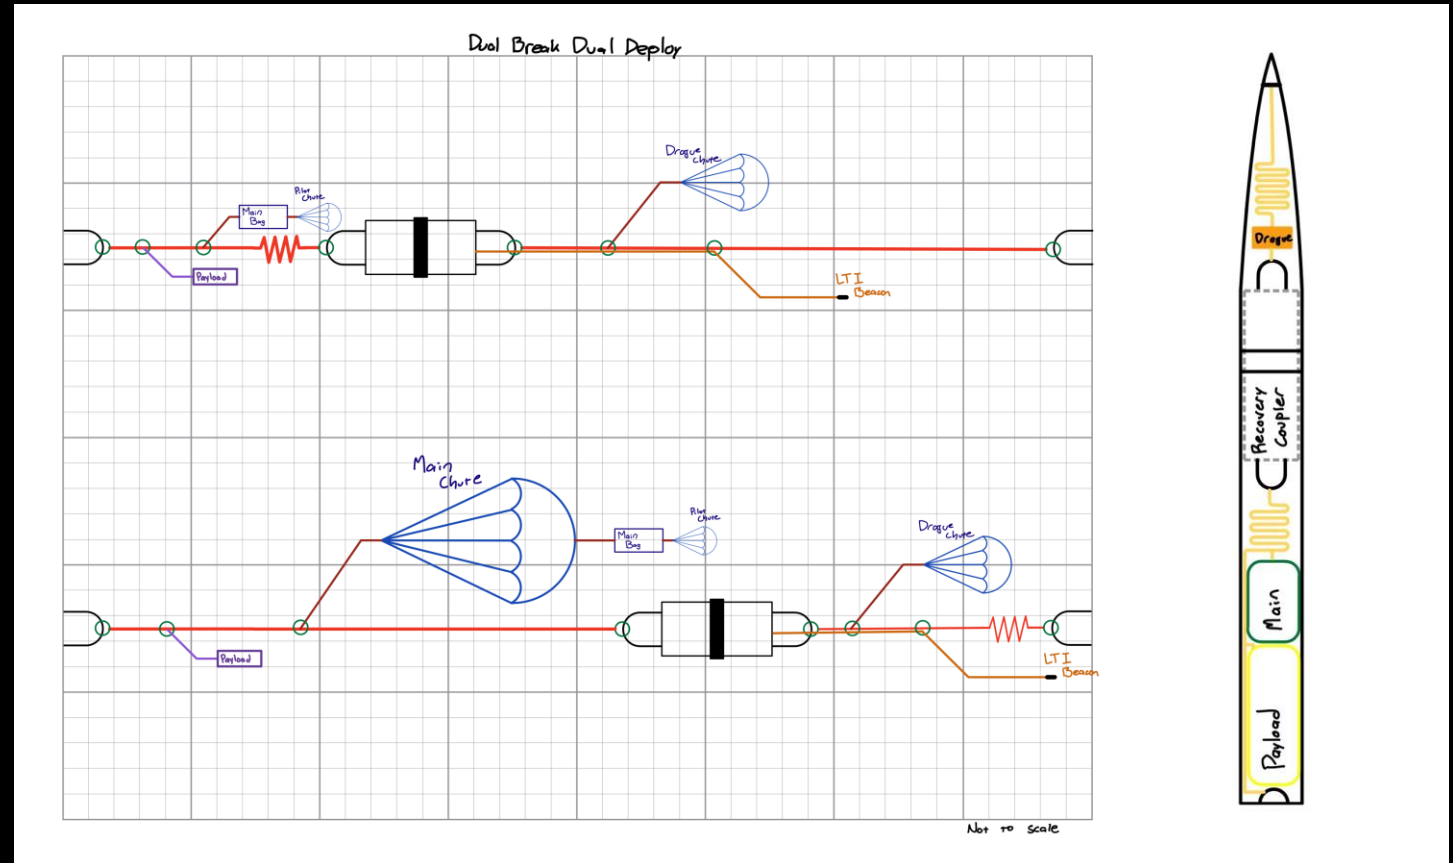 Dual Break Dual Deploy
Drogue
Chute
Pilot
Chute
Main
Bag
Payload
LTI
Beacon
Main
Chute
Main
Bag
Pilot
Chute
Drogue
Chute
Payload
LTI
Beacon
Not to scale
Drogue
Recovery
Coupler
Main
Payload